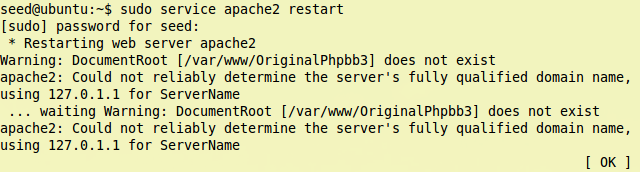 seed@ubuntu:~$ sudo service apache2 restart
[sudo] password for seed:
 * Restarting web server apache2
Warning: DocumentRoot [/var/www/OriginalPhpbb3] does not exist
apache2: Could not reliably determine the server's fully qualified domain name,
using 127.0.1.1 for ServerName
 ... waiting Warning: DocumentRoot [/var/www/OriginalPhpbb3] does not exist
apache2: Could not reliably determine the server's fully qualified domain name,
using 127.0.1.1 for ServerName
[ OK ]